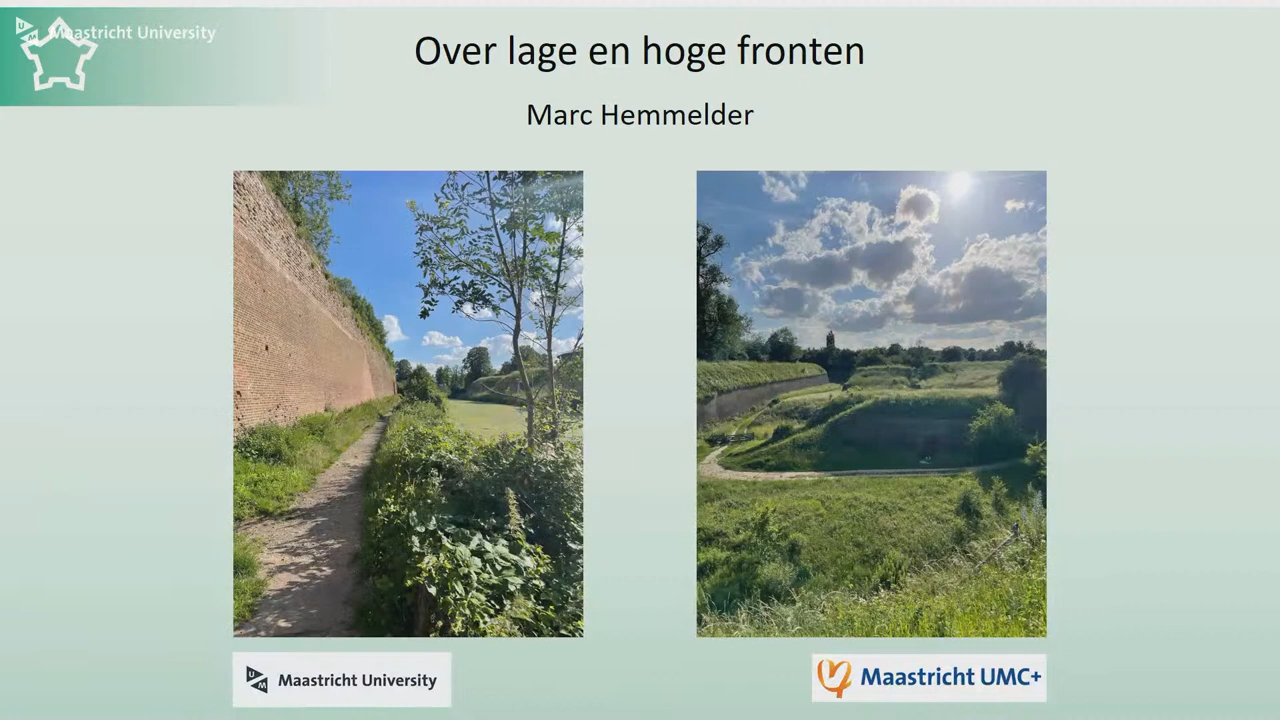 Maastricht University
Over lage en hoge fronten
Marc Hemmelder
Maastricht University
Maastricht UMC+